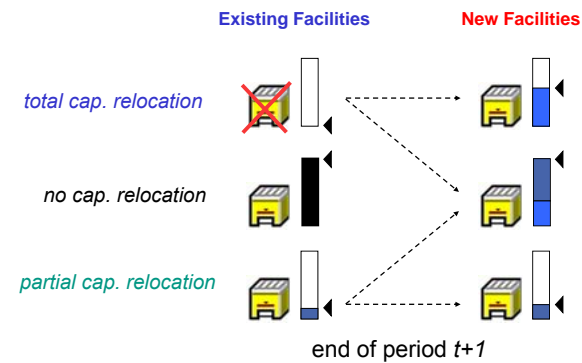 Existing Facilities New Facilities
total cap. relocation
no cap. relocation
partial cap. relocation
end of period t+1